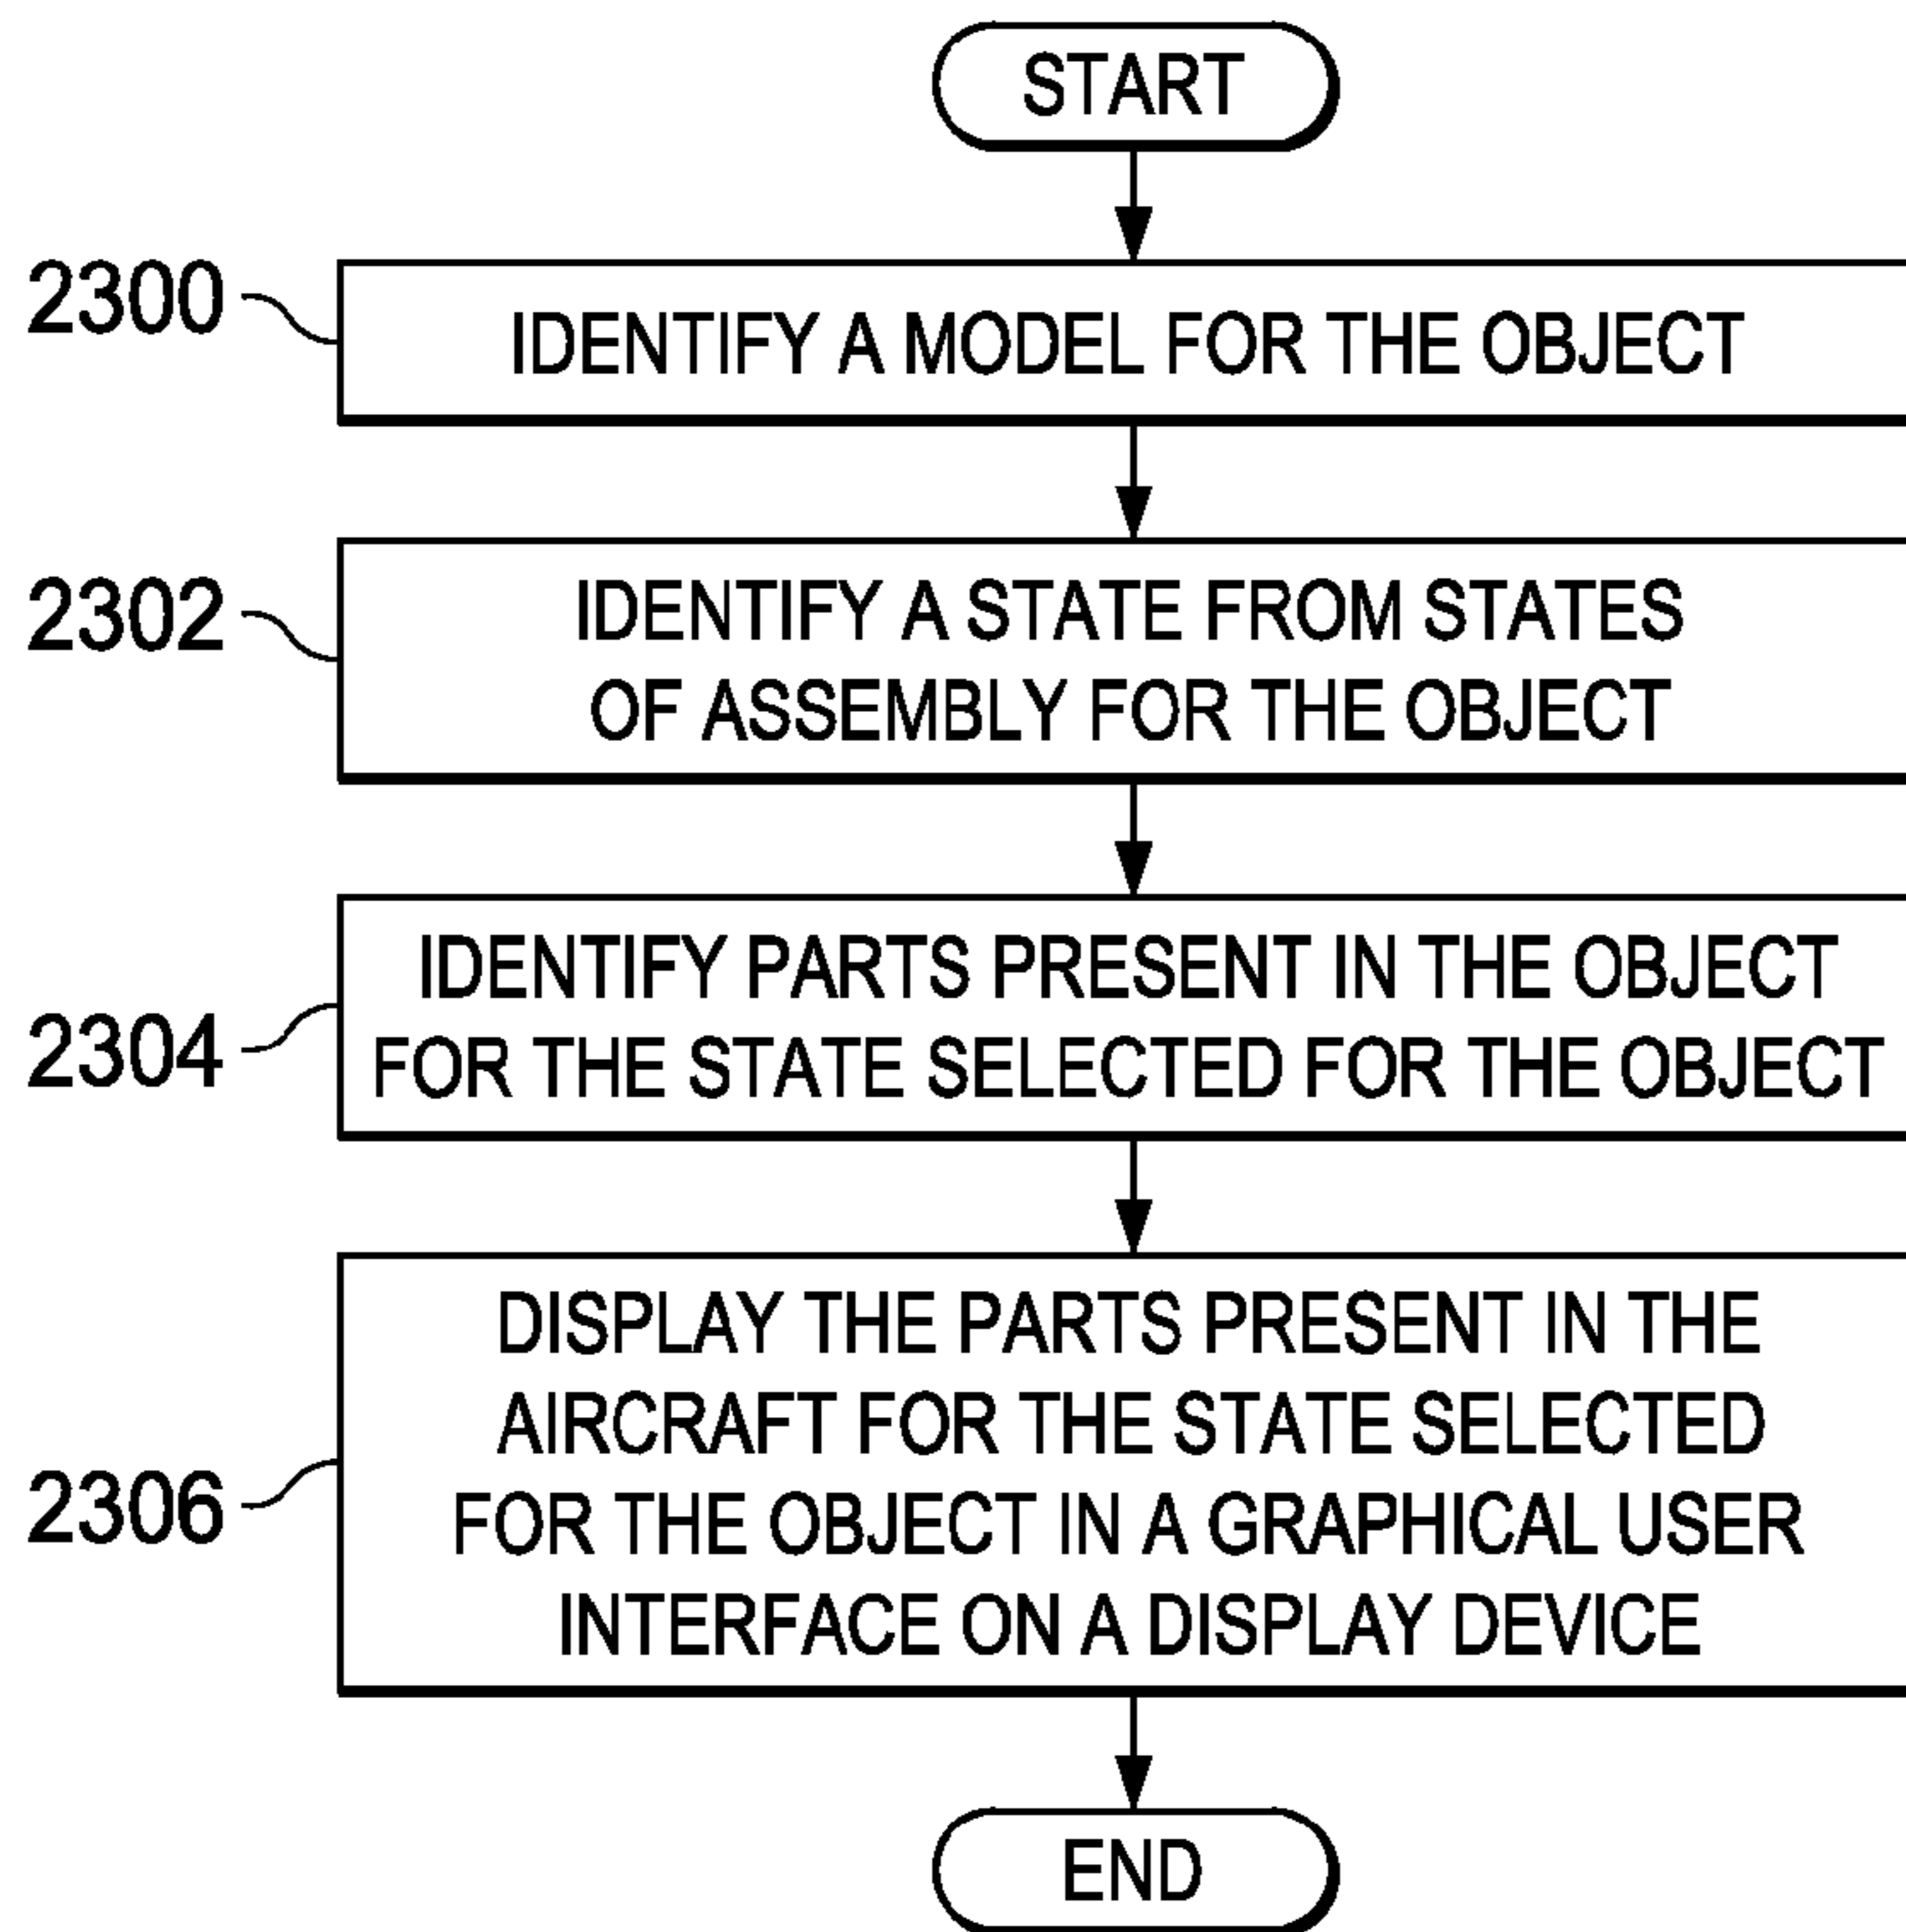 START
2300
IDENTIFY A MODEL FOR THE OBJECT
2302
IDENTIFY A STATE FROM STATES
OF ASSEMBLY FOR THE OBJECT
2304
IDENTIFY PARTS PRESENT IN THE OBJECT
FOR THE STATE SELECTED FOR THE OBJECT
2306
DISPLAY THE PARTS PRESENT IN THE
AIRCRAFT FOR THE STATE SELECTED
FOR THE OBJECT IN A GRAPHICAL USER
INTERFACE ON A DISPLAY DEVICE
END